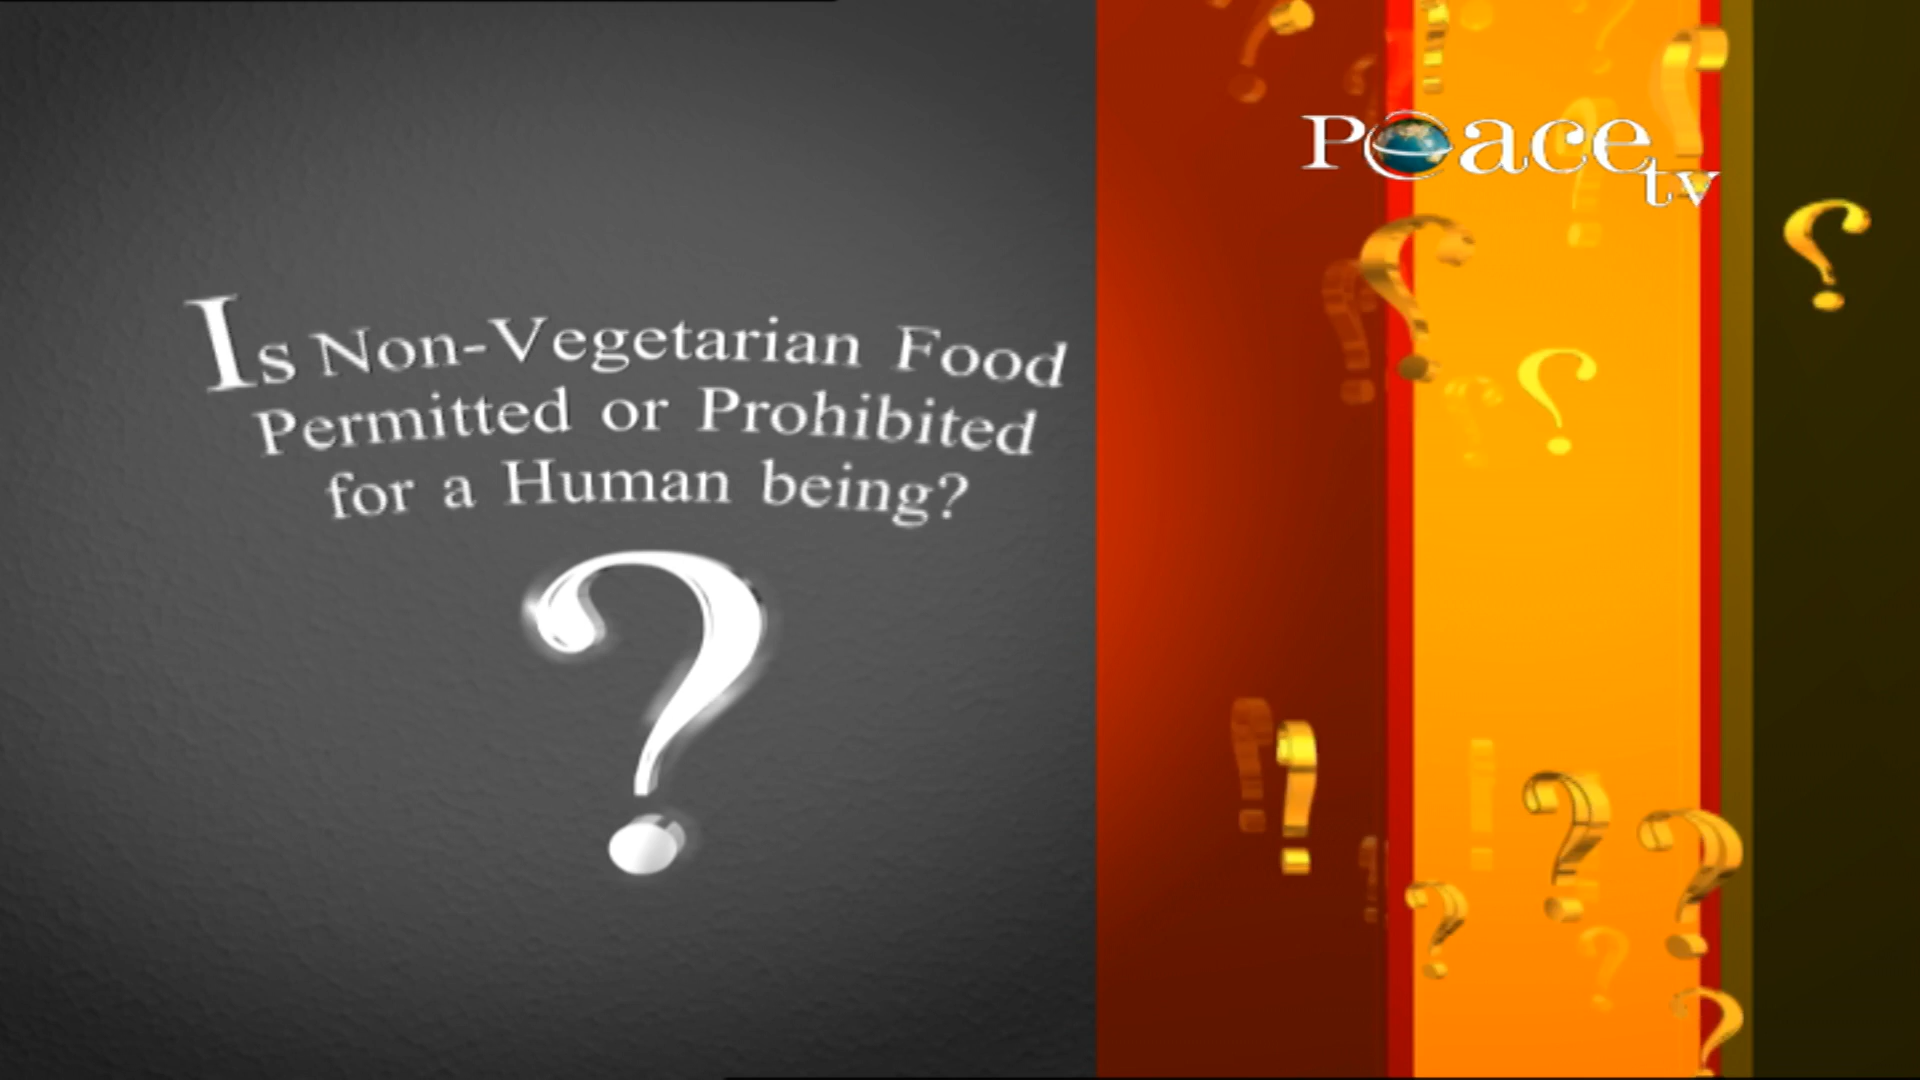 Is Non-Vegetarian Food
Permitted or Prohibited
for a Human being?
?
Peace tv